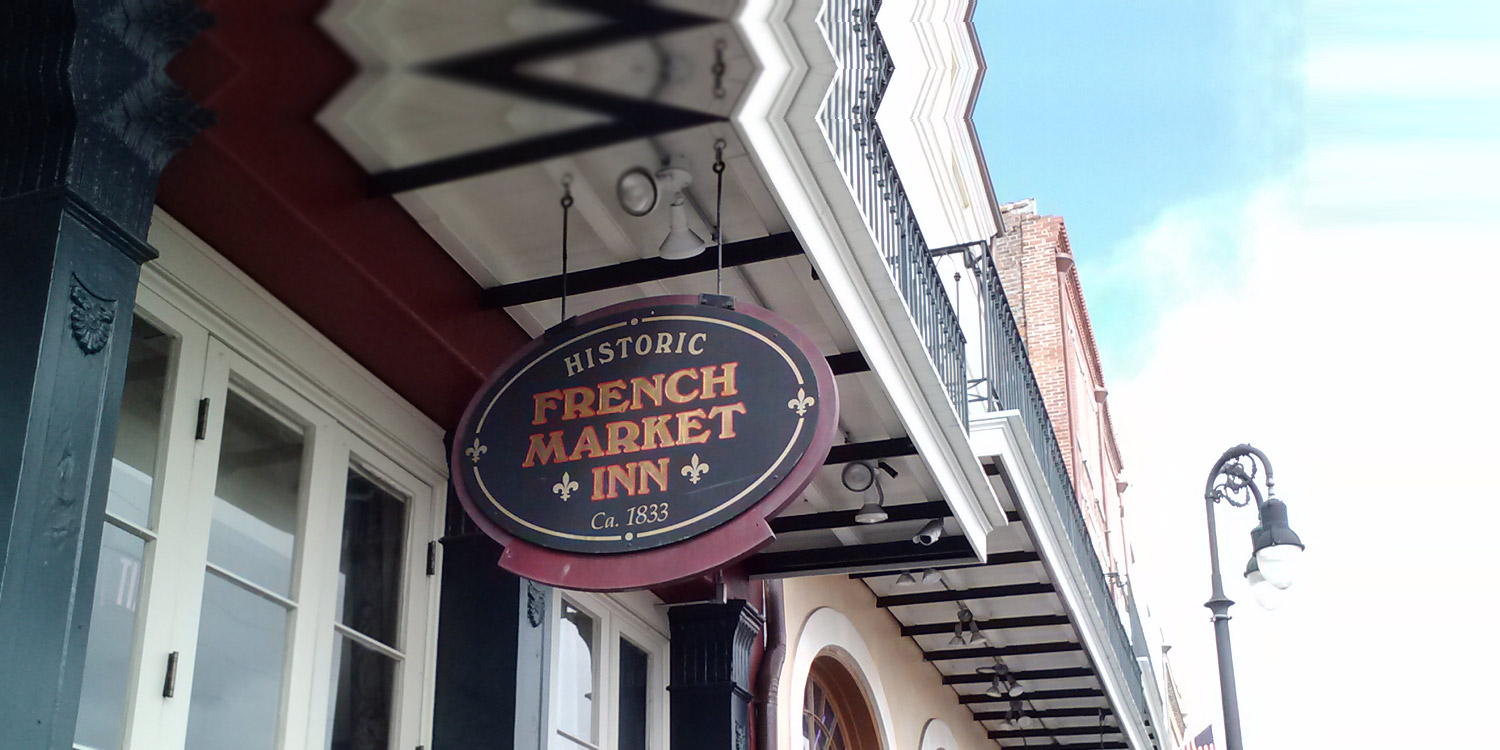 HISTORIC
FRENCH
MARKET
INN
Ca. 1833